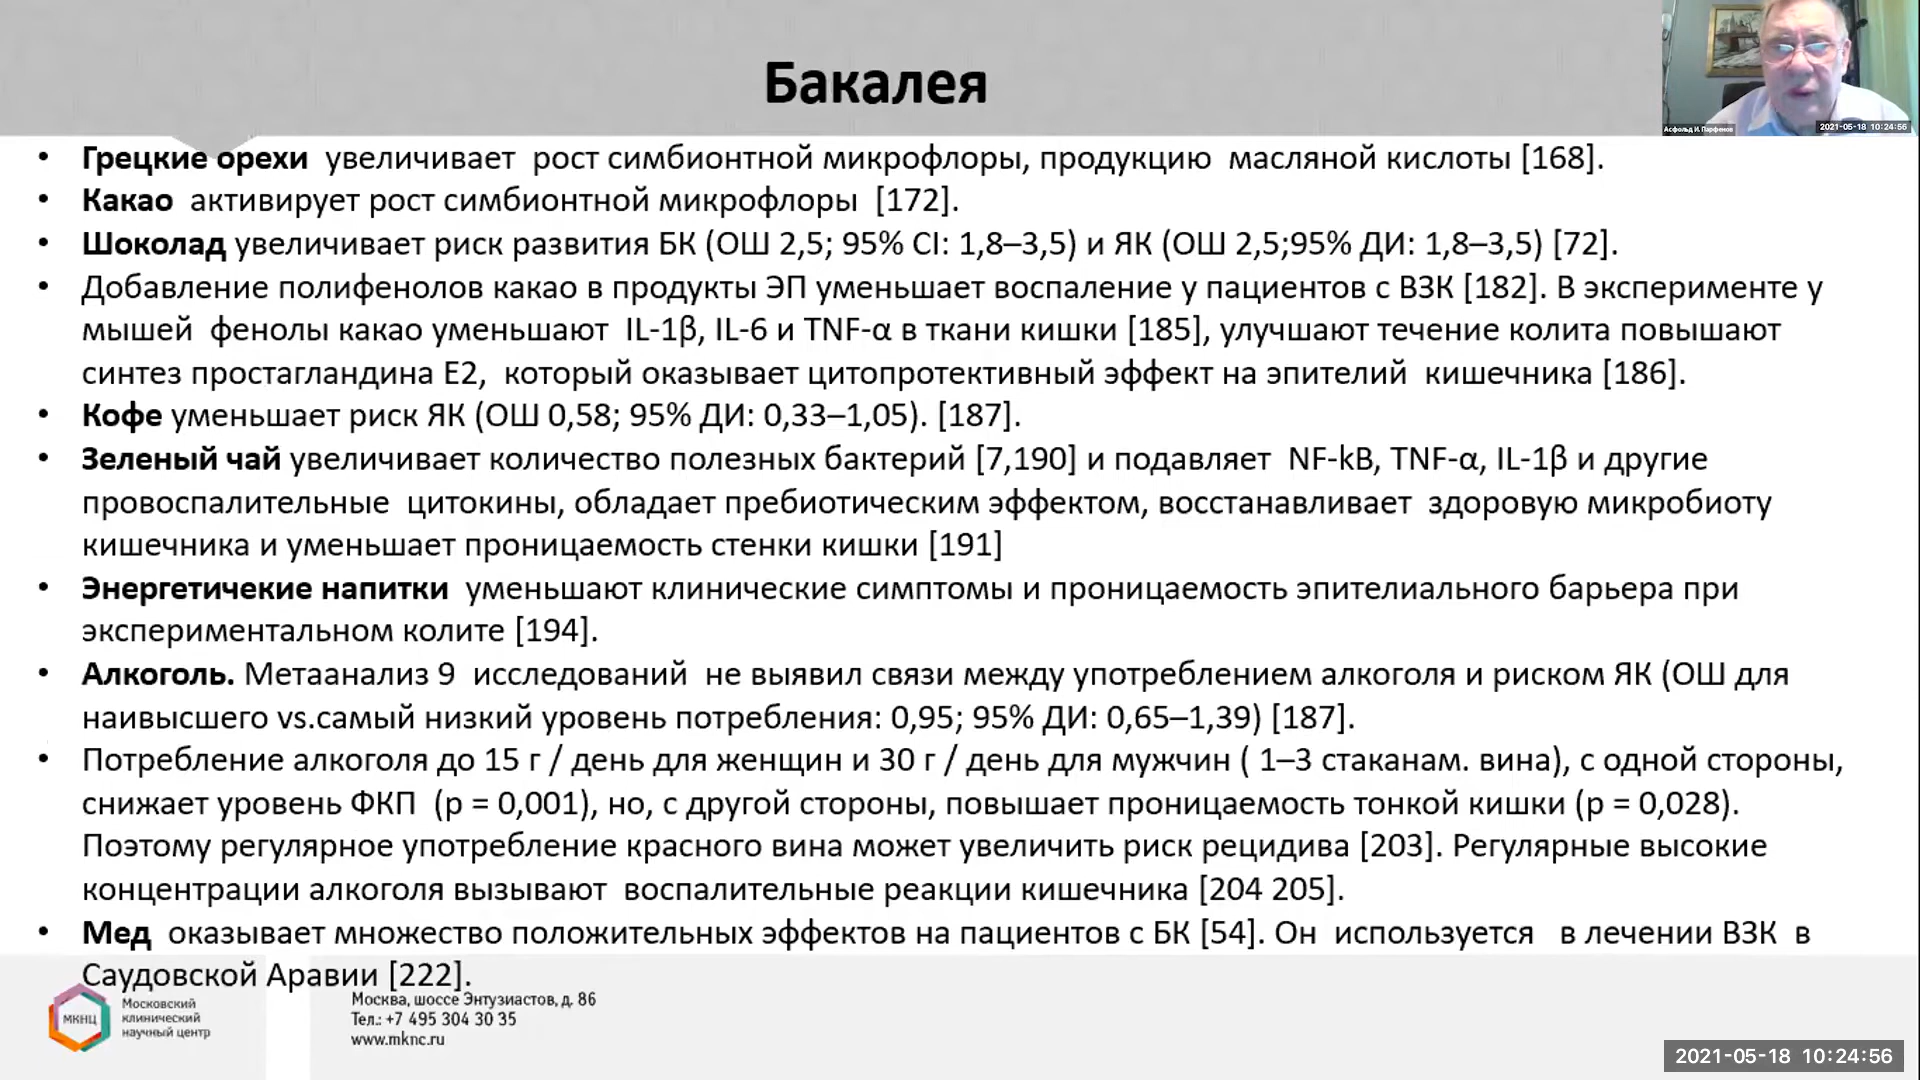 Бакалея
Асфольд И. Парфенов
2021-05-18 10:24:56
• Грецкие орехи увеличивает рост симбионтной микрофлоры, продукцию масляной кислоты [168].
• Какао активирует рост симбионтной микрофлоры [172].
• Шоколад увеличивает риск развития БК (ОШ 2,5; 95% CI: 1,8–3,5) и ЯК (ОШ 2,5;95% ДИ: 1,8–3,5) [72].
• Добавление полифенолов какао в продукты ЭП уменьшает воспаление у пациентов с ВЗК [182]. В эксперименте у
мышей фенолы какао уменьшают IL-1β, IL-6 и TNF-α в ткани кишки [185], улучшают течение колита повышают
синтез простагландина Е2, который оказывает цитопротективный эффект на эпителий кишечника [186].
• Кофе уменьшает риск ЯК (ОШ 0,58; 95% ДИ: 0,33–1,05). [187].
• Зеленый чай увеличивает количество полезных бактерий [7,190] и подавляет NF-kB, TNF-α, IL-1β и другие
провоспалительные цитокины, обладает пребиотическим эффектом, восстанавливает здоровую микробиоту
кишечника и уменьшает проницаемость стенки кишки [191]
• Энергетичекие напитки уменьшают клинические симптомы и проницаемость эпителиального барьера при
экспериментальном колите [194].
• Алкоголь. Метаанализ 9 исследований не выявил связи между употреблением алкоголя и риском ЯК (ОШ для
наивысшего vs.самый низкий уровень потребления: 0,95; 95% ДИ: 0,65–1,39) [187].
• Потребление алкоголя до 15 г / день для женщин и 30 г / день для мужчин ( 1–3 стаканам. вина), с одной стороны,
снижает уровень ФКП (p = 0,001), но, с другой стороны, повышает проницаемость тонкой кишки (p = 0,028).
Поэтому регулярное употребление красного вина может увеличить риск рецидива [203]. Регулярные высокие
концентрации алкоголя вызывают воспалительные реакции кишечника [204 205].
• Мед оказывает множество положительных эффектов на пациентов с БК [54]. Он используется в лечении ВЗК в
Саудовской Аравии [222].
МКНЦ
Московский
клинический
научный центр
Москва, шоссе Энтузиастов, д. 86
Тел.: +7 495 304 30 35
www.mknc.ru
2021-05-18 10:24:56